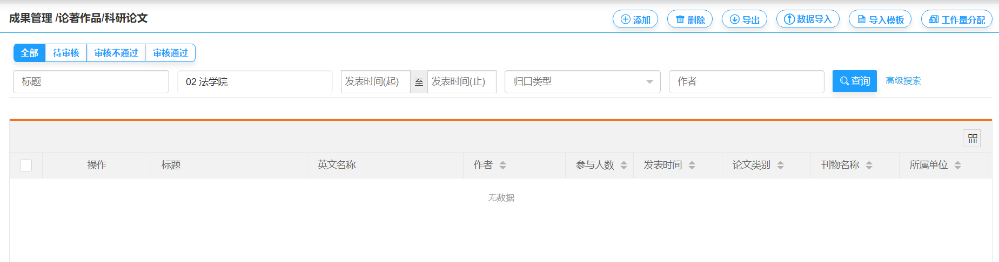 成果管理 /论著作品/科研论文
添加 删除 导出 数据导入 导入模板 工作量分配
全部 待审核 审核不通过 审核通过
标题 02 法学院 发表时间(起) 至 发表时间(止) 归口类型 作者 查询 高级搜索
操作 标题 英文名称 作者 参与人数 发表时间 论文类别 刊物名称 所属单位
无数据